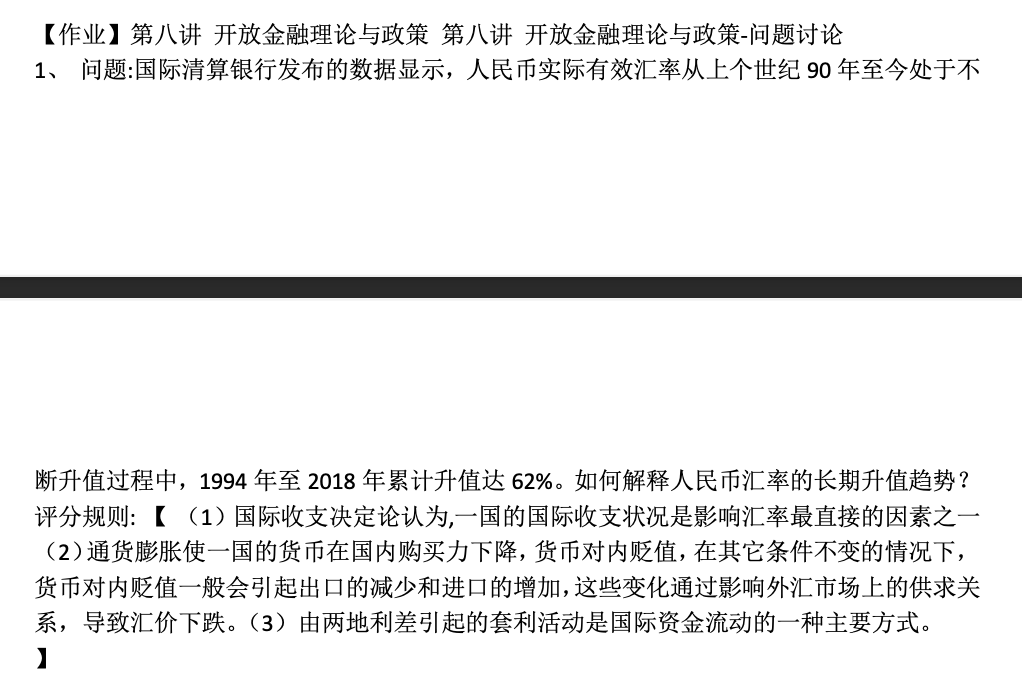 【作业】第八讲 开放金融理论与政策 第八讲 开放金融理论与政策-问题讨论
1、 问题:国际清算银行发布的数据显示，人民币实际有效汇率从上个世纪 90 年至今处于不
断升值过程中，1994 年至 2018 年累计升值达 62%。如何解释人民币汇率的长期升值趋势？
评分规则: 【 （1）国际收支决定论认为,一国的国际收支状况是影响汇率最直接的因素之一
（2）通货膨胀使一国的货币在国内购买力下降，货币对内贬值，在其它条件不变的情况下，
货币对内贬值一般会引起出口的减少和进口的增加，这些变化通过影响外汇市场上的供求关
系，导致汇价下跌。（3）由两地利差引起的套利活动是国际资金流动的一种主要方式。
】